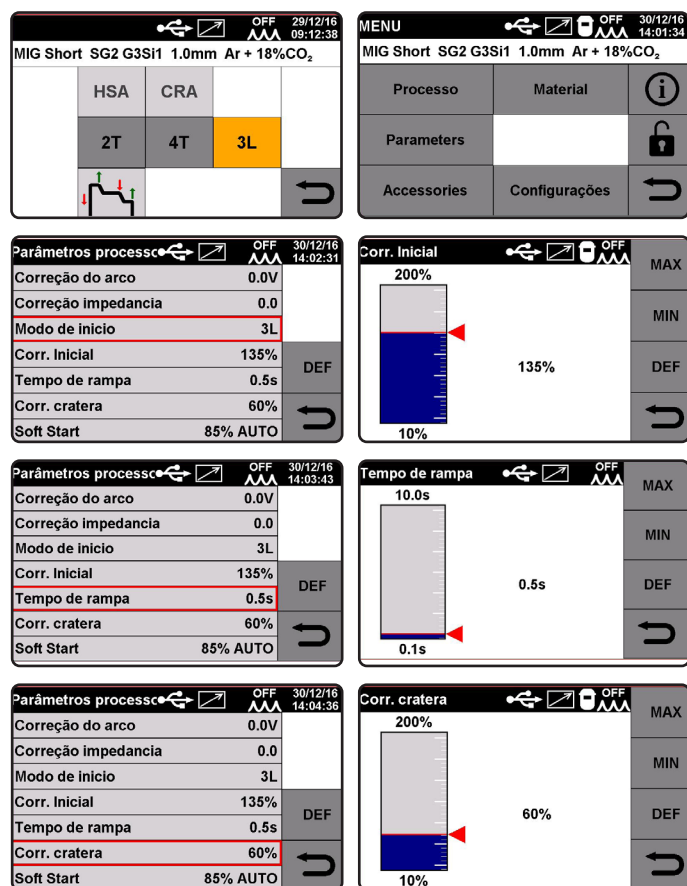 OFF 29/12/16
09:12:38
MIG Short SG2 G3Si1 1.0mm Ar + 18%CO₂
HSA CRA
2T 4T 3L
MENU OFF 30/12/16
14:01:34
MIG Short SG2 G3Si1 1.0mm Ar + 18%CO₂
Processo Material i
Parameters
Accessories Configurações
Parâmetros processo OFF 30/12/16
14:02:31
Correção do arco 0.0V
Correção impedancia 0.0
Modo de inicio 3L
Corr. Inicial 135%
DEF
Tempo de rampa 0.5s
Corr. cratera 60%
Soft Start 85% AUTO
Corr. Inicial OFF
MAX
200%
MIN
135% DEF
10%
Parâmetros processo OFF 30/12/16
14:03:43
Correção do arco 0.0V
Correção impedancia 0.0
Modo de inicio 3L
Corr. Inicial 135%
DEF
Tempo de rampa 0.5s
Corr. cratera 60%
Soft Start 85% AUTO
Tempo de rampa OFF
MAX
10.0s
MIN
0.5s DEF
0.1s
Parâmetros processo OFF 30/12/16
14:04:36
Correção do arco 0.0V
Correção impedancia 0.0
Modo de inicio 3L
Corr. Inicial 135%
DEF
Tempo de rampa 0.5s
Corr. cratera 60%
Soft Start 85% AUTO
Corr. cratera OFF
MAX
200%
MIN
60% DEF
10%